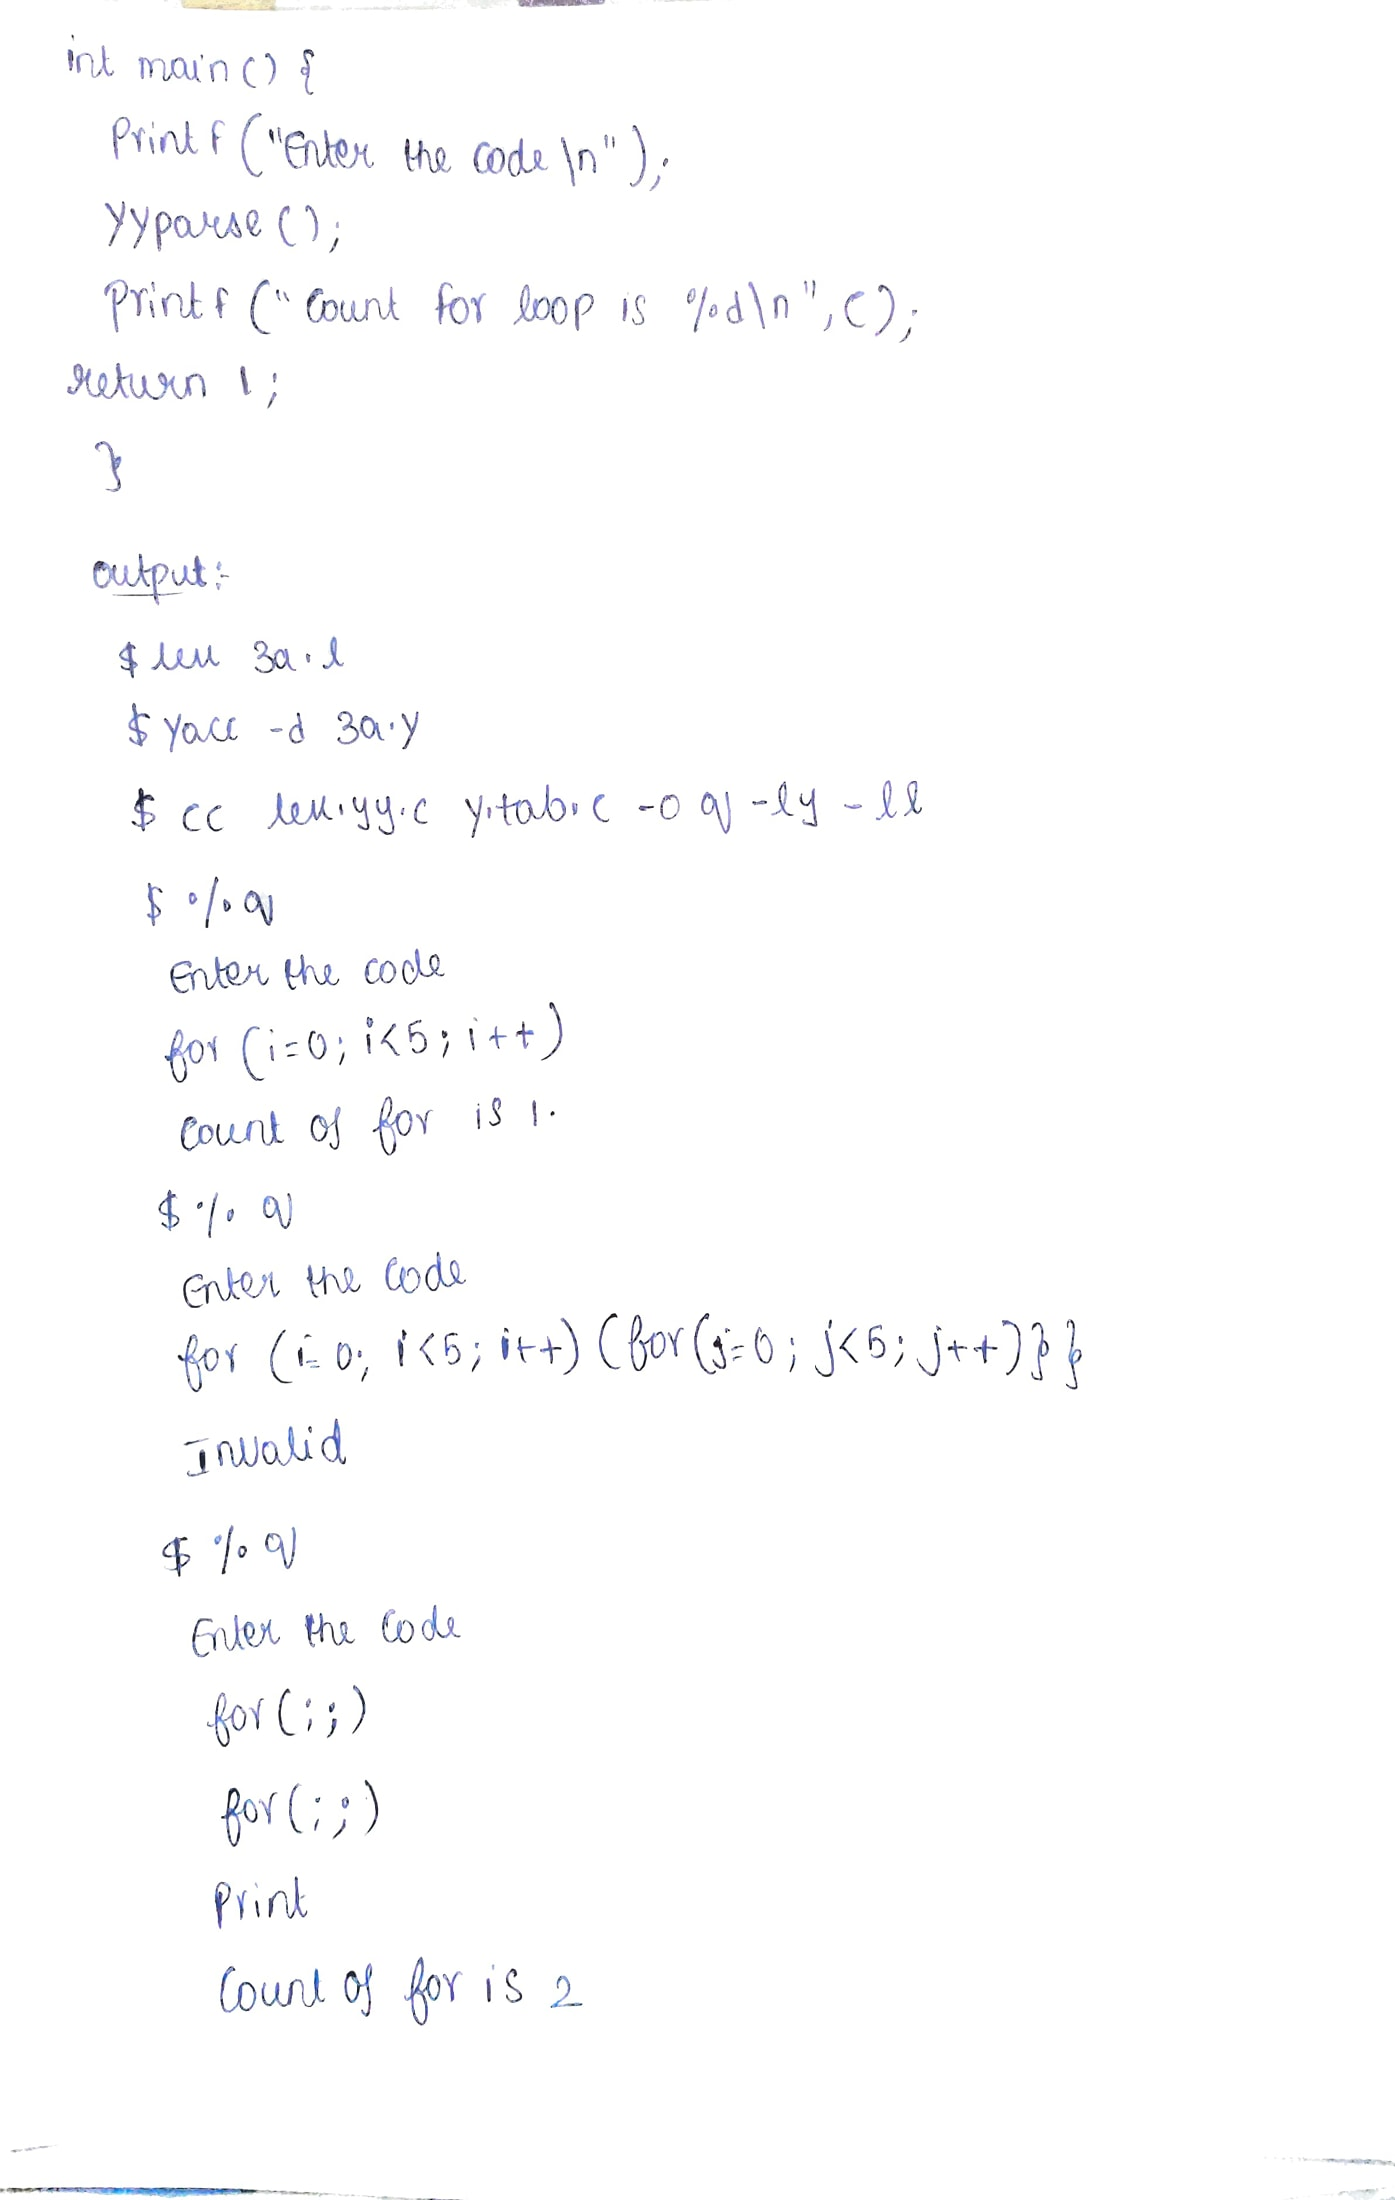 int main() {
Printf ("Enter the code \n");
yyparse ();
Printf ("Count for loop is %d\n", c);
return 1;
}
output:-
$ lex 3a.l
$ yacc -d 3a.y
$ cc lex.yy.c y.tab.c -o q -ly -ll
$ %q
Enter the code
for (i=0; i<5; i++)
Count of for is 1.
$ % q
Enter the code
for (i=0; i<5; i++) (for(j=0; j<5; j++)}}
Invalid
$ % q
Enter the code
for(;;)
for(;;)
Print
Count of for is 2